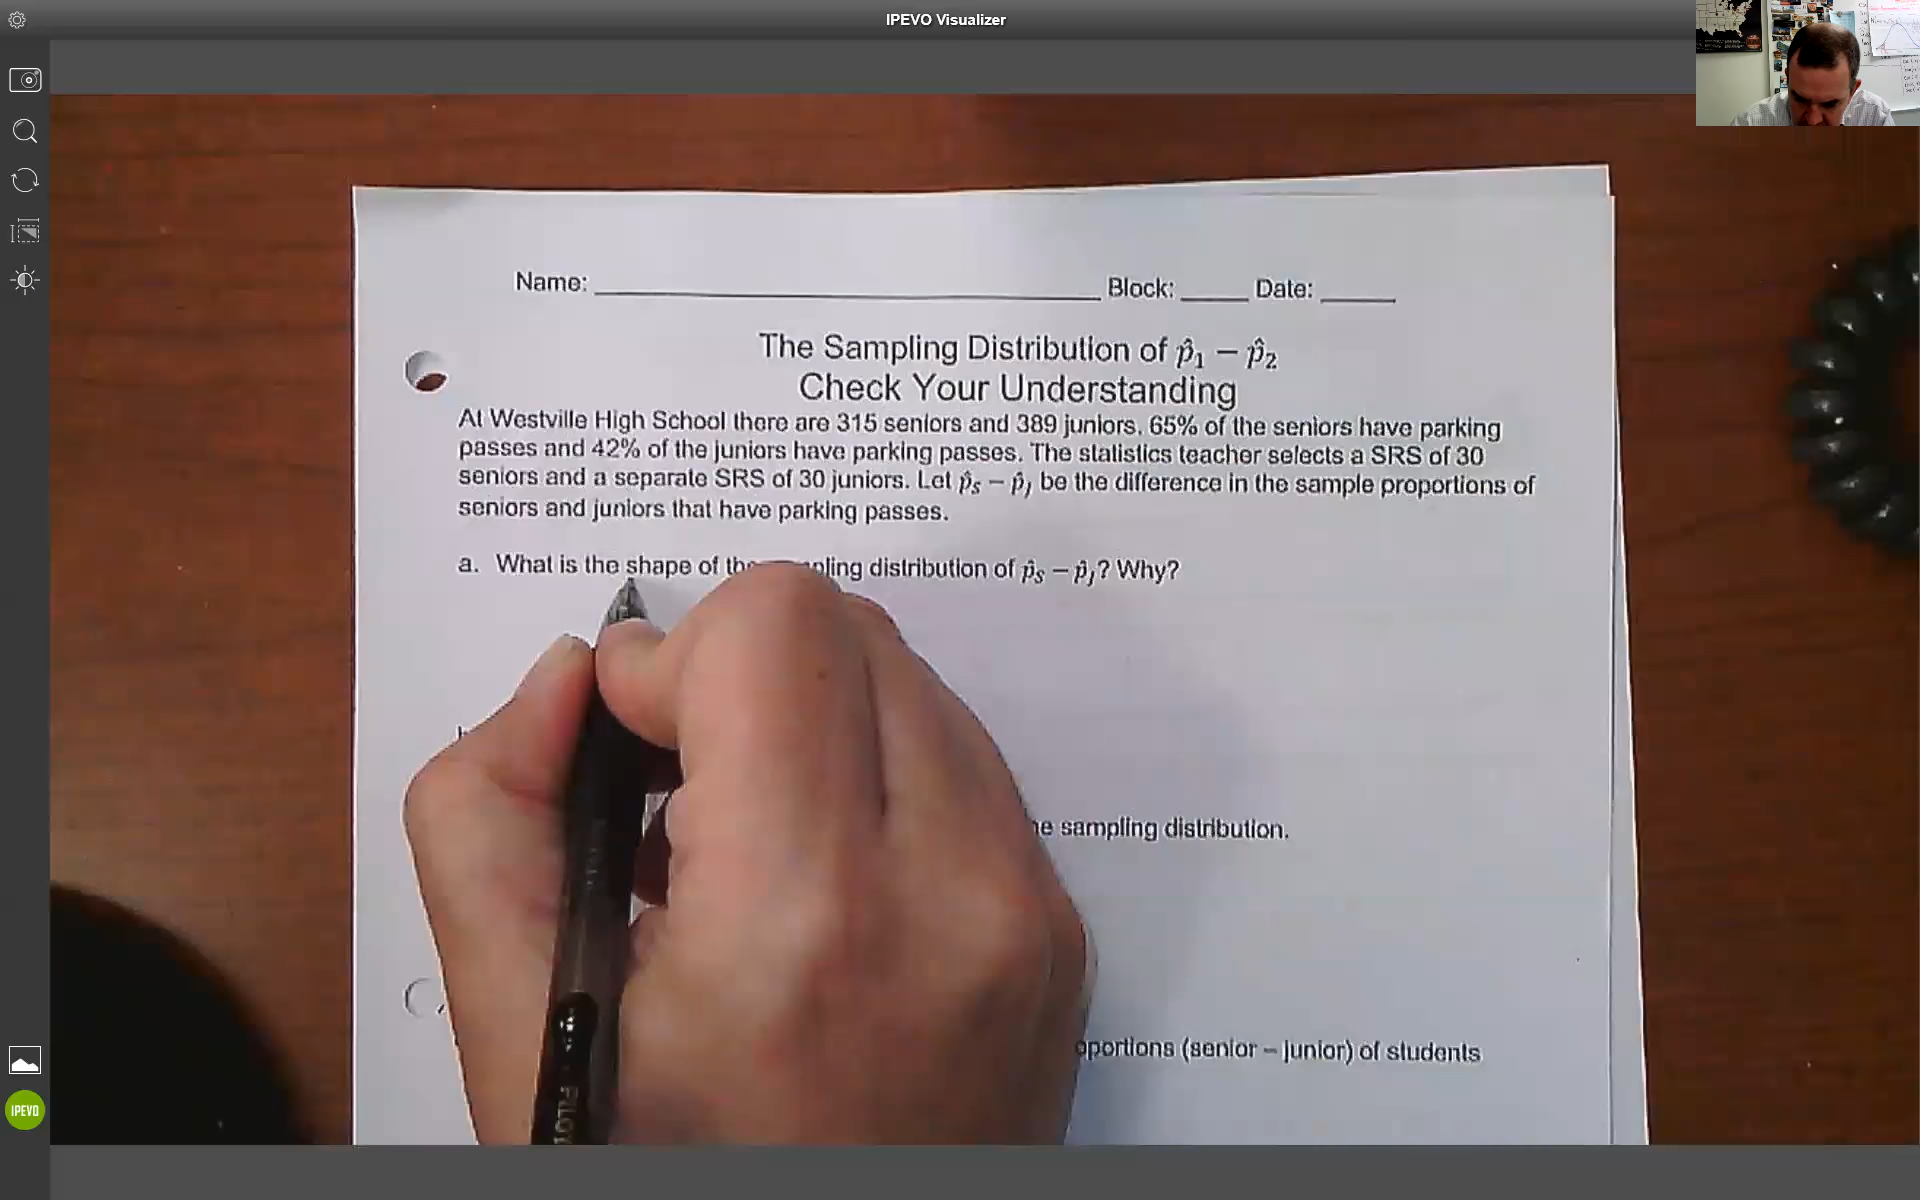 IPEVO Visualizer
Name: Block: Date:
The Sampling Distribution of p̂₁ − p̂₂
Check Your Understanding
At Westville High School there are 315 seniors and 389 juniors. 65% of the seniors have parking
passes and 42% of the juniors have parking passes. The statistics teacher selects a SRS of 30
seniors and a separate SRS of 30 juniors. Let p̂S − p̂J be the difference in the sample proportions of
seniors and juniors that have parking passes.
a. What is the shape of distribution of p̂S − p̂J? Why?
sampling distribution.
(senior – junior) of students
PILOT
IPEVO